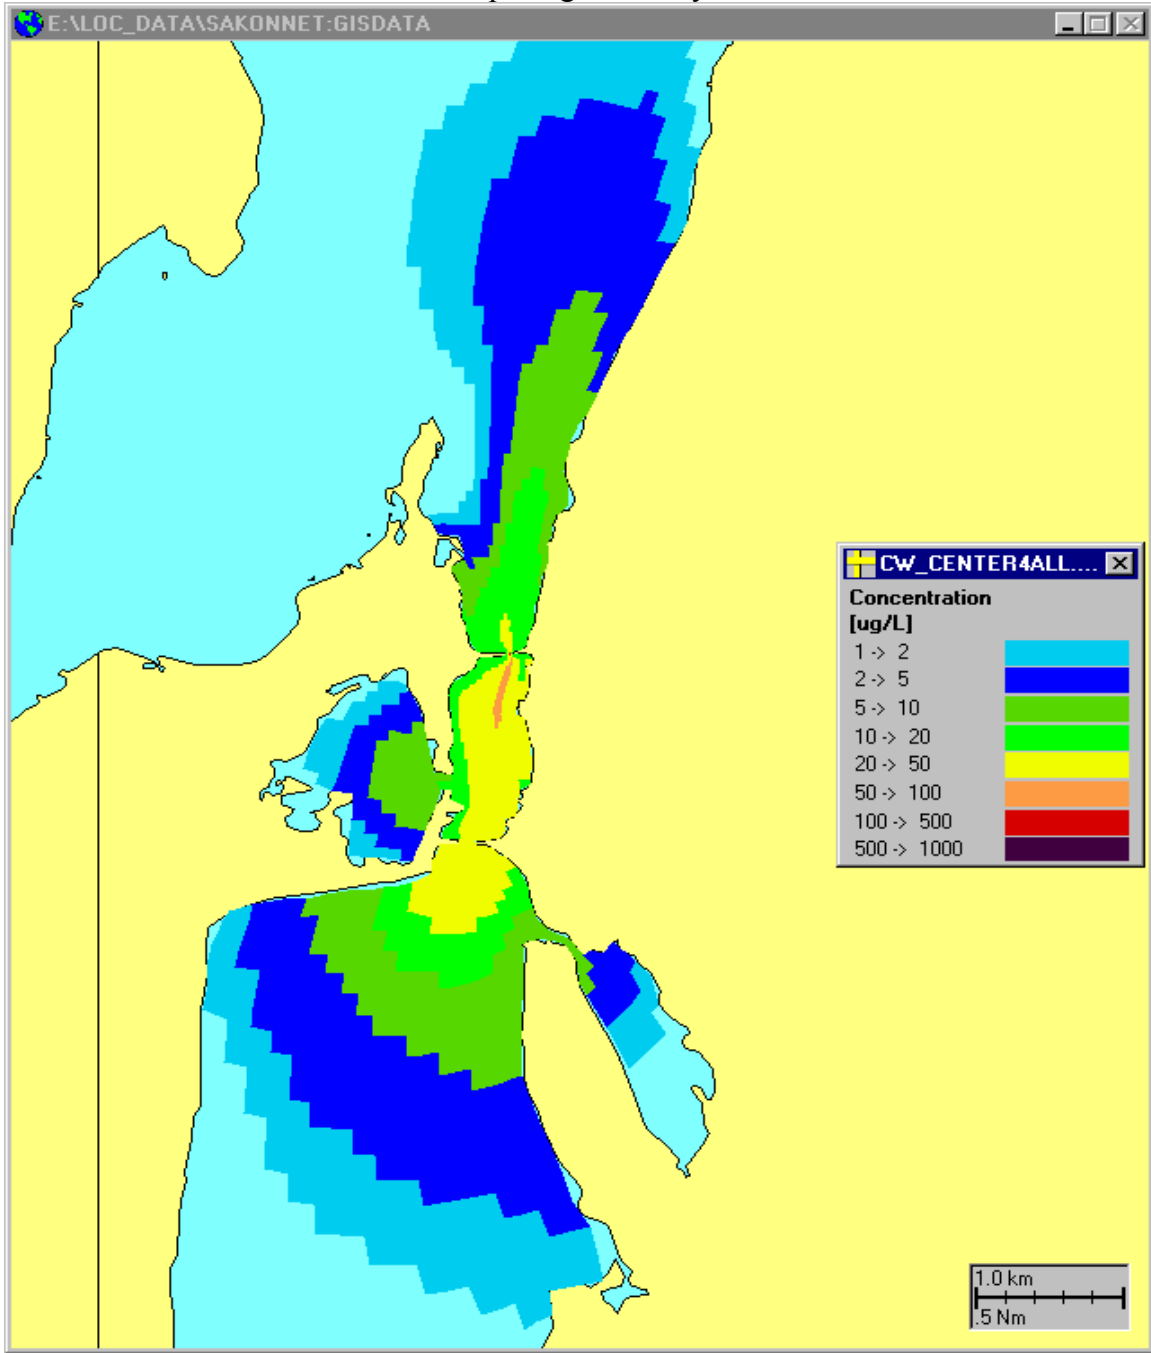 E:\LOC_DATA\SAKONNET:GISDATA
CW_CENTER4ALL....
Concentration
[ug/L]
1 -> 2
2 -> 5
5 -> 10
10 -> 20
20 -> 50
50 -> 100
100 -> 500
500 -> 1000
1.0 km
.5 Nm